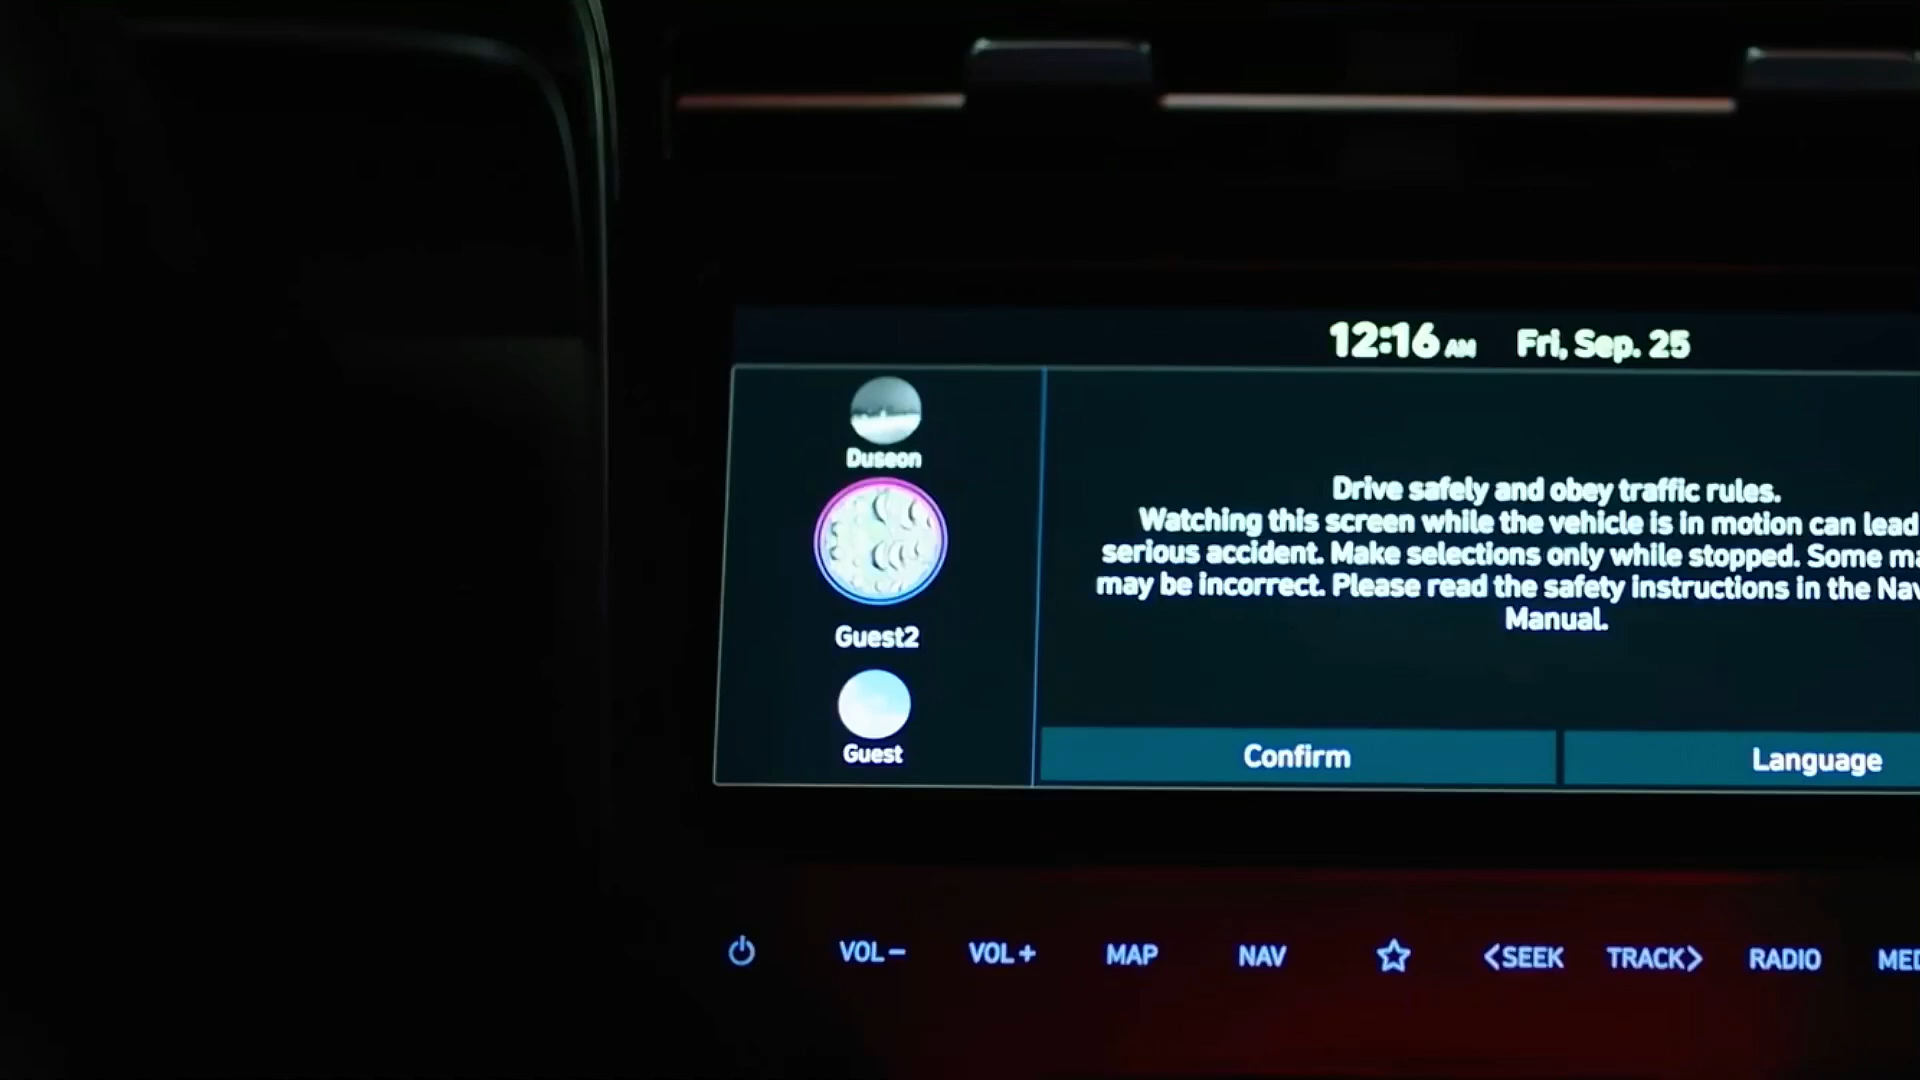 12:16 AM Fri, Sep. 25
Duseon
Guest2
Guest
Drive safely and obey traffic rules.
Watching this screen while the vehicle is in motion can lead
serious accident. Make selections only while stopped. Some
may be incorrect. Please read the safety instructions in the
Manual.
Confirm
Language
VOL− VOL+ MAP NAV <SEEK TRACK> RADIO